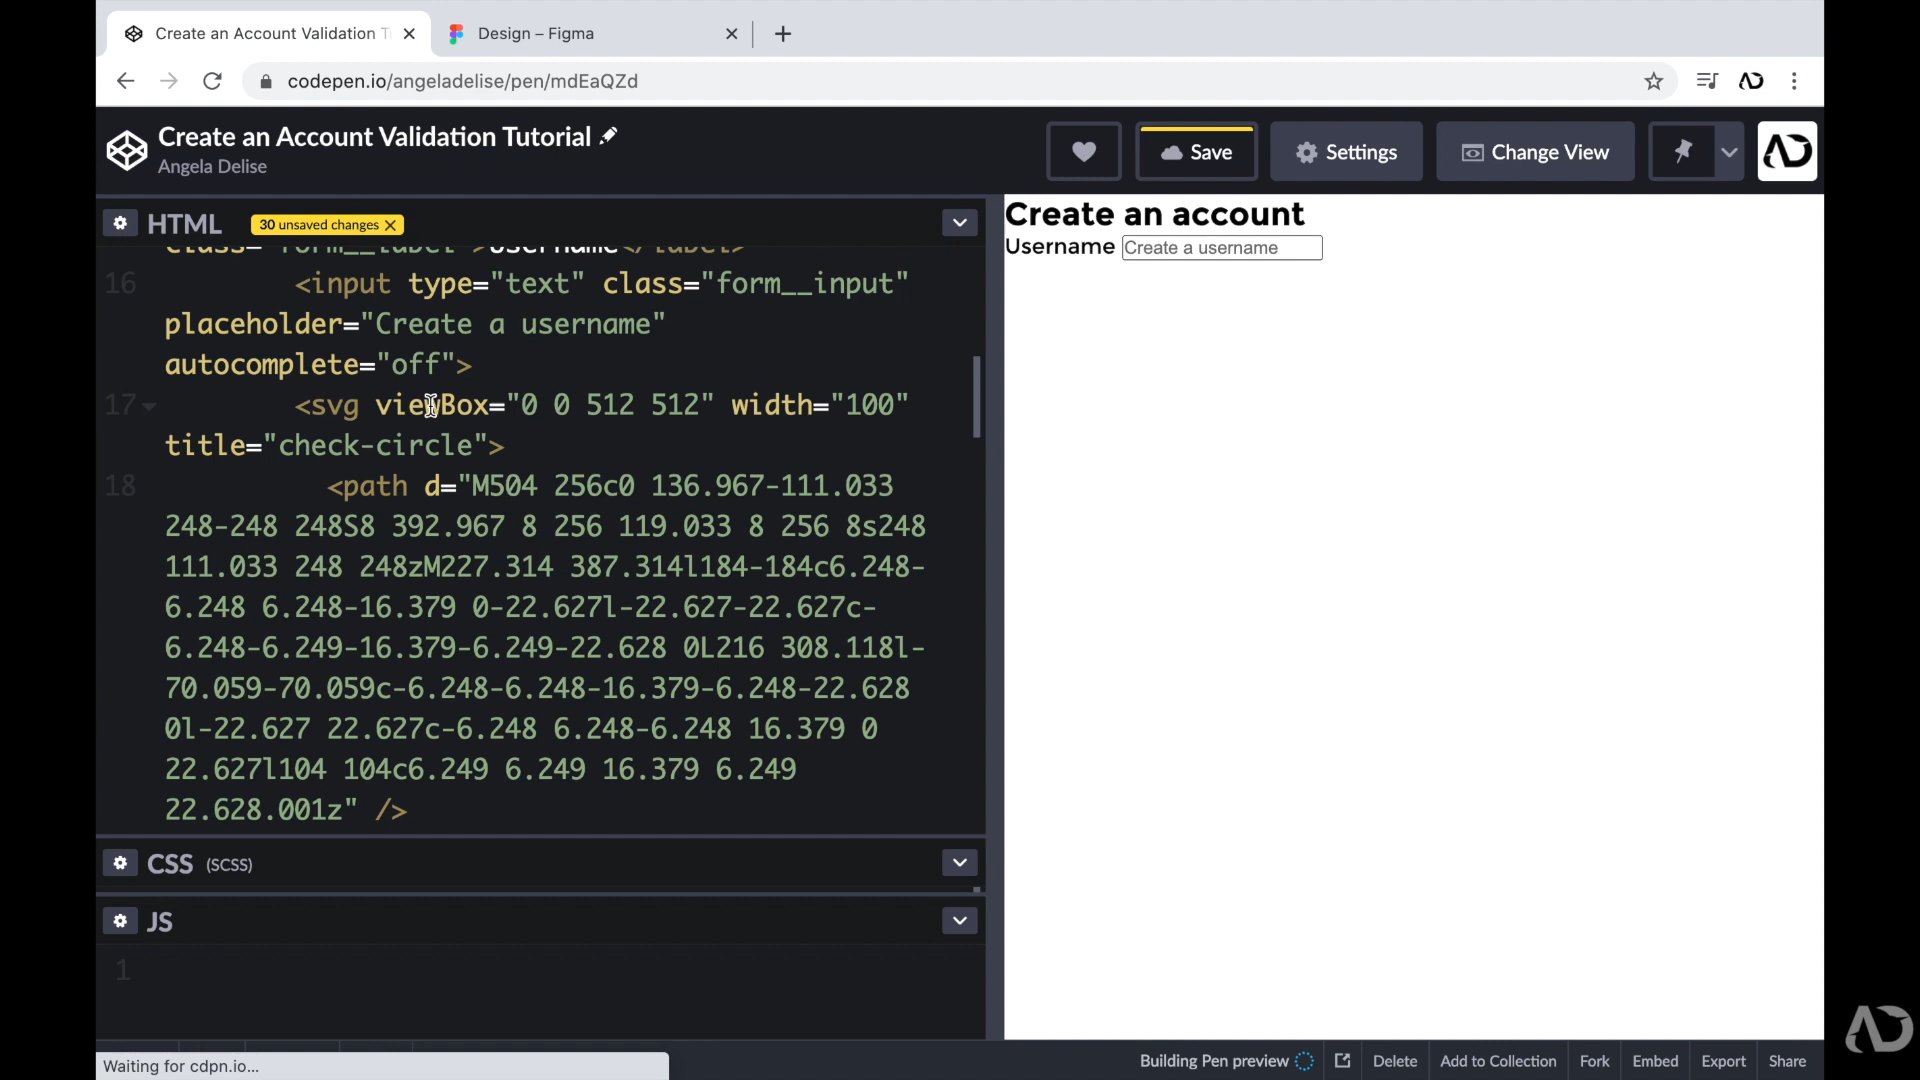 Create an Account Validation T
Design – Figma
codepen.io/angeladelise/pen/mdEaQZd
Create an Account Validation Tutorial
Angela Delise
Save
Settings
Change View
HTML
30 unsaved changes X
class="form__label">Username</label>
16 <input type="text" class="form__input"
placeholder="Create a username"
autocomplete="off">
17 <svg viewBox="0 0 512 512" width="100"
title="check-circle">
18 <path d="M504 256c0 136.967-111.033
248-248 248S8 392.967 8 256 119.033 8 256 8s248
111.033 248 248zM227.314 387.314l184-184c6.248-
6.248 6.248-16.379 0-22.627l-22.627-22.627c-
6.248-6.249-16.379-6.249-22.628 0L216 308.118l-
70.059-70.059c-6.248-6.248-16.379-6.248-22.628
0l-22.627 22.627c-6.248 6.248-6.248 16.379 0
22.627l104 104c6.249 6.249 16.379 6.249
22.628.001z" />
CSS (SCSS)
JS
1
Create an account
Username Create a username
Waiting for cdpn.io...
Building Pen preview
Delete
Add to Collection
Fork
Embed
Export
Share